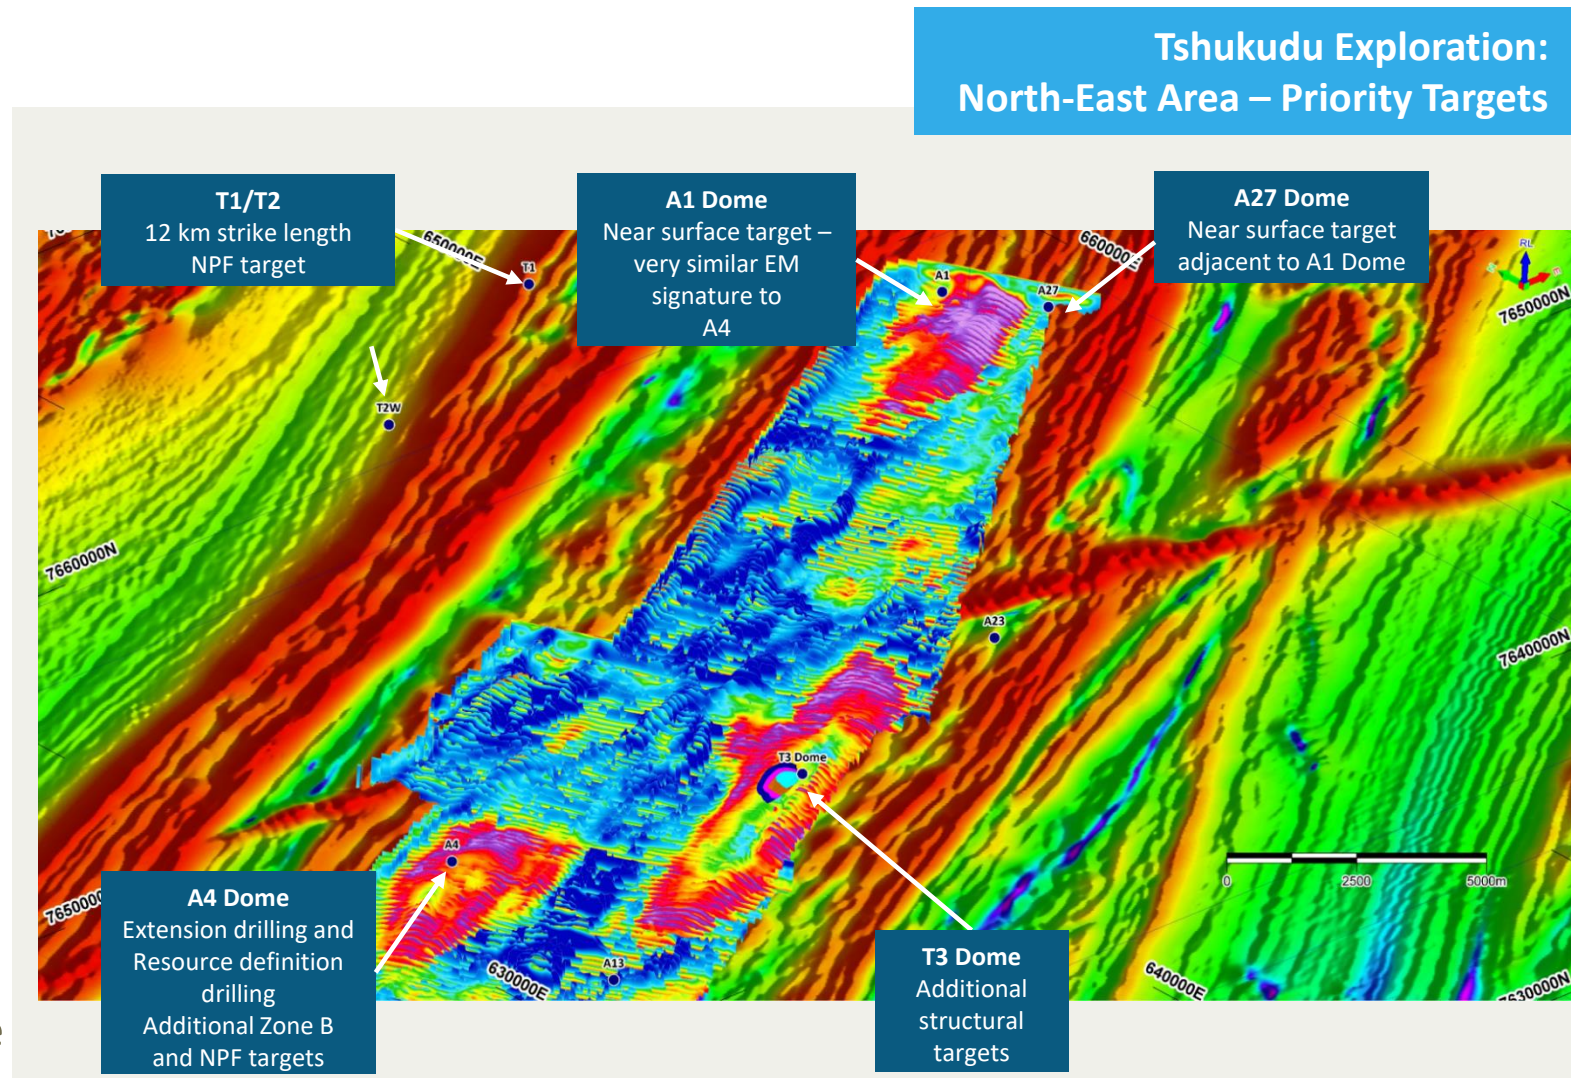 Tshukudu Exploration:
North-East Area – Priority Targets
T1/T2
12 km strike length
NPF target
A1 Dome
Near surface target –
very similar EM
signature to
A4
A27 Dome
Near surface target
adjacent to A1 Dome
650000E
660000E
RL
7650000N
T1
A1
A27
T2W
7660000N
A23
7640000N
T3 Dome
A4
0
2500
5000m
A4 Dome
Extension drilling and
Resource definition
drilling
Additional Zone B
and NPF targets
A13
630000E
T3 Dome
Additional
structural
targets
640000E